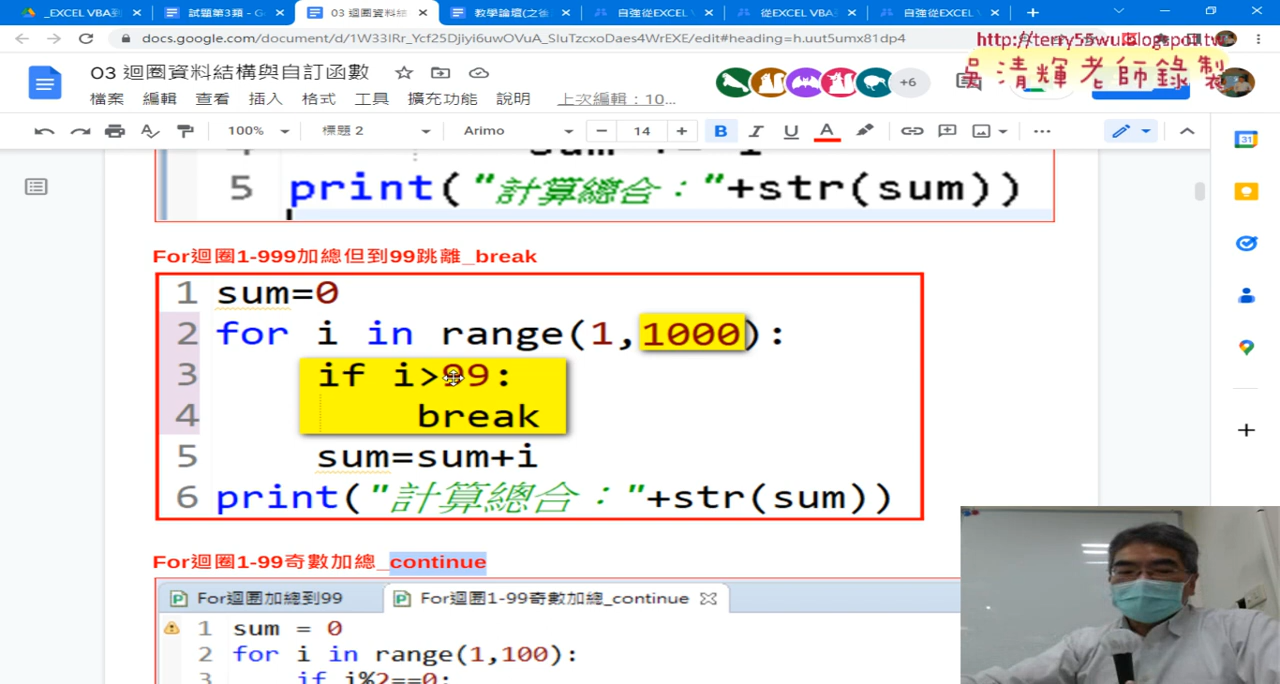 _EXCEL VBA到
試題第3類 - G
03 迴圈資料結
教學論壇(之後
自強從EXCEL V
從EXCEL VBA
自強從EXCEL
docs.google.com/document/d/1W33IRr_Ycf25Djiyi6uwOVuA_SIuTzcxoDaes4WrEXE/edit#heading=h.uut5umx81dp4
http://terry55wu.blogspot.tw
吳清輝老師錄製
03 迴圈資料結構與自訂函數
檔案 編輯 查看 插入 格式 工具 擴充功能 說明 上次編輯：10...
+6
100% 標題 2 Arimo 14 B I U A
sum += i
5 print("計算總合："+str(sum))
For迴圈1-999加總但到99跳離_break
1 sum=0
2 for i in range(1,1000):
3 if i>99:
4 break
5 sum=sum+i
6 print("計算總合："+str(sum))
For迴圈1-99奇數加總_continue
For迴圈加總到99 For迴圈1-99奇數加總_continue
1 sum = 0
2 for i in range(1,100):
3 if i%2==0: